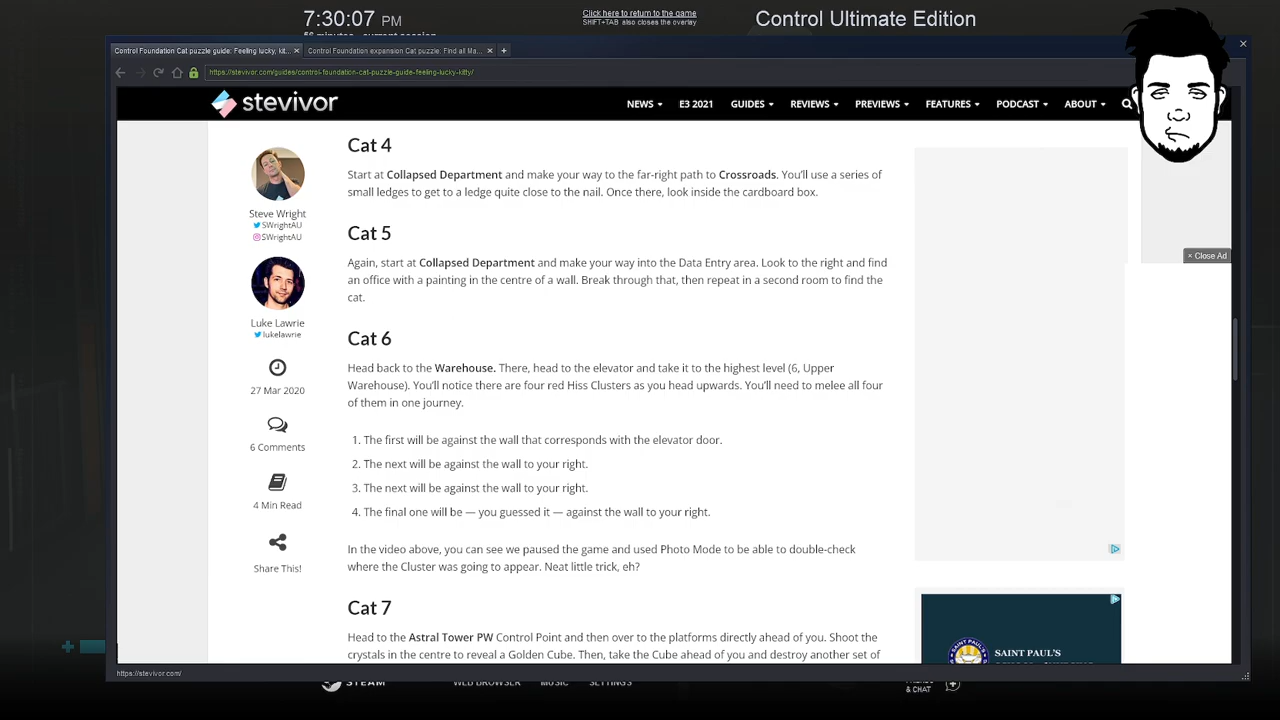 7:30:07 PM
Click here to return to the game
SHIFT+TAB also closes the overlay
Control Ultimate Edition
56 minutes - current session
Control Foundation Cat puzzle guide: Feeling lucky, kit...
Control Foundation expansion Cat puzzle: Find all Ma...
https://stevivor.com/guides/control-foundation-cat-puzzle-guide-feeling-lucky-kitty/
stevivor
NEWS
E3 2021
GUIDES
REVIEWS
PREVIEWS
FEATURES
PODCAST
ABOUT
Steve Wright
SWrightAU
SWrightAU
Luke Lawrie
lukelawrie
27 Mar 2020
6 Comments
4 Min Read
Share This!
Cat 4
Start at Collapsed Department and make your way to the far-right path to Crossroads. You'll use a series of
small ledges to get to a ledge quite close to the nail. Once there, look inside the cardboard box.
Cat 5
Again, start at Collapsed Department and make your way into the Data Entry area. Look to the right and find
an office with a painting in the centre of a wall. Break through that, then repeat in a second room to find the
cat.
Cat 6
Head back to the Warehouse. There, head to the elevator and take it to the highest level (6, Upper
Warehouse). You'll notice there are four red Hiss Clusters as you head upwards. You'll need to melee all four
of them in one journey.
1. The first will be against the wall that corresponds with the elevator door.
2. The next will be against the wall to your right.
3. The next will be against the wall to your right.
4. The final one will be — you guessed it — against the wall to your right.
In the video above, you can see we paused the game and used Photo Mode to be able to double-check
where the Cluster was going to appear. Neat little trick, eh?
Cat 7
Head to the Astral Tower PW Control Point and then over to the platforms directly ahead of you. Shoot the
crystals in the centre to reveal a Golden Cube. Then, take the Cube ahead of you and destroy another set of
× Close Ad
SAINT PAUL'S
https://stevivor.com/
STEAM
WEB BROWSER
MUSIC
SETTINGS
FRIENDS
& CHAT